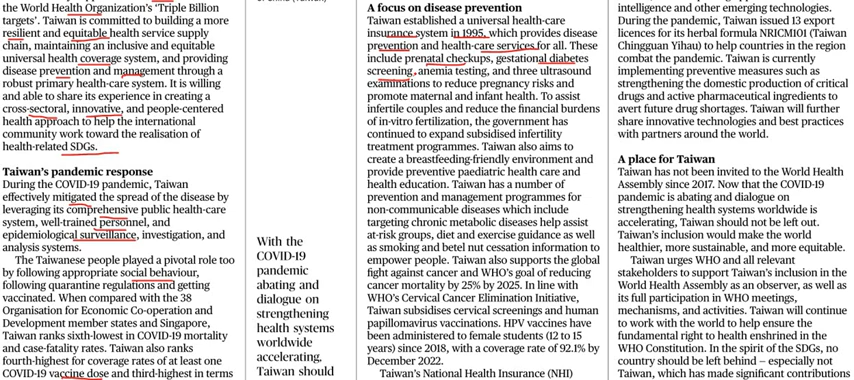 the World Health Organization's 'Triple Billion
targets'. Taiwan is committed to building a more
resilient and equitable health service supply
chain, maintaining an inclusive and equitable
universal health coverage system, and providing
disease prevention and management through a
robust primary health-care system. It is willing
and able to share its experience in creating a
cross-sectoral, innovative, and people-centered
health approach to help the international
community work toward the realisation of
health-related SDGs.
Taiwan's pandemic response
During the COVID-19 pandemic, Taiwan
effectively mitigated the spread of the disease by
leveraging its comprehensive public health-care
system, well-trained personnel, and
epidemiological surveillance, investigation, and
analysis systems.
The Taiwanese people played a pivotal role too
by following appropriate social behaviour,
following quarantine regulations and getting
vaccinated. When compared with the 38
Organisation for Economic Co-operation and
Development member states and Singapore,
Taiwan ranks sixth-lowest in COVID-19 mortality
and case-fatality rates. Taiwan also ranks
fourth-highest for coverage rates of at least one
COVID-19 vaccine dose and third-highest in terms
With the
COVID-19
pandemic
abating and
dialogue on
strengthening
health systems
worldwide
accelerating,
Taiwan should
A focus on disease prevention
Taiwan established a universal health-care
insurance system in 1995, which provides disease
prevention and health-care services for all. These
include prenatal checkups, gestational diabetes
screening, anemia testing, and three ultrasound
examinations to reduce pregnancy risks and
promote maternal and infant health. To assist
infertile couples and reduce the financial burdens
of in-vitro fertilization, the government has
continued to expand subsidised infertility
treatment programmes. Taiwan also aims to
create a breastfeeding-friendly environment and
provide preventive paediatric health care and
health education. Taiwan has a number of
prevention and management programmes for
non-communicable diseases which include
targeting chronic metabolic diseases help assist
at-risk groups, diet and exercise guidance as well
as smoking and betel nut cessation information to
empower people. Taiwan also supports the global
fight against cancer and WHO's goal of reducing
cancer mortality by 25% by 2025. In line with
WHO's Cervical Cancer Elimination Initiative,
Taiwan subsidises cervical screenings and human
papillomavirus vaccinations. HPV vaccines have
been administered to female students (12 to 15
years) since 2018, with a coverage rate of 92.1% by
December 2022.
Taiwan's National Health Insurance (NHI)
intelligence and other emerging technologies.
During the pandemic, Taiwan issued 13 export
licences for its herbal formula NRICM101 (Taiwan
Chingguan Yihau) to help countries in the region
combat the pandemic. Taiwan is currently
implementing preventive measures such as
strengthening the domestic production of critical
drugs and active pharmaceutical ingredients to
avert future drug shortages. Taiwan will further
share innovative technologies and best practices
with partners around the world.
A place for Taiwan
Taiwan has not been invited to the World Health
Assembly since 2017. Now that the COVID-19
pandemic is abating and dialogue on
strengthening health systems worldwide is
accelerating, Taiwan should not be left out.
Taiwan's inclusion would make the world
healthier, more sustainable, and more equitable.
Taiwan urges WHO and all relevant
stakeholders to support Taiwan's inclusion in the
World Health Assembly as an observer, as well as
its full participation in WHO meetings,
mechanisms, and activities. Taiwan will continue
to work with the world to help ensure the
fundamental right to health enshrined in the
WHO Constitution. In the spirit of the SDGs, no
country should be left behind – especially not
Taiwan, which has made significant contributions